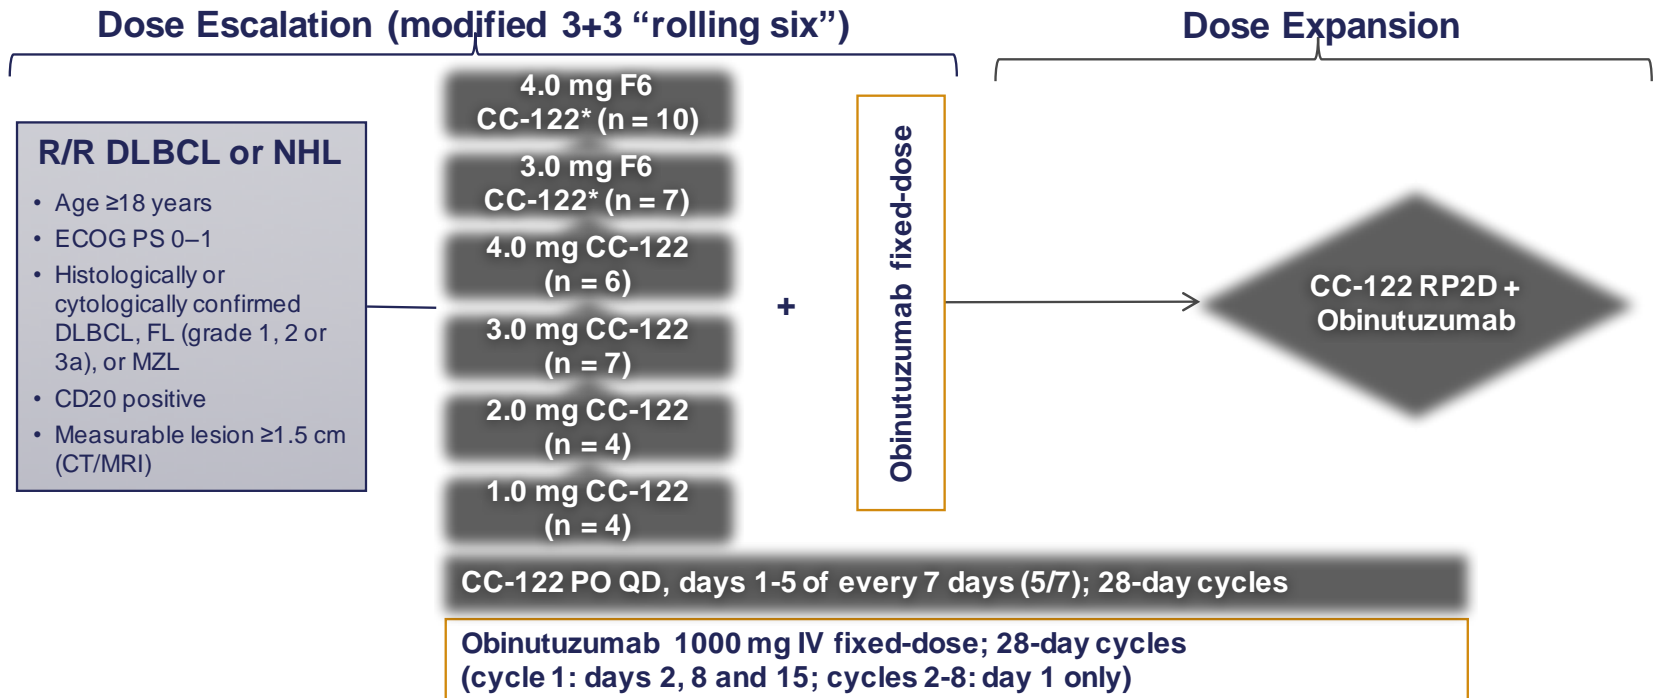 Dose Escalation (modified 3+3 “rolling six”)
Dose Expansion
R/R DLBCL or NHL
• Age ≥18 years
• ECOG PS 0–1
• Histologically or
cytologically confirmed
DLBCL, FL (grade 1, 2 or
3a), or MZL
• CD20 positive
• Measurable lesion ≥1.5 cm
(CT/MRI)
4.0 mg F6
CC-122* (n = 10)
3.0 mg F6
CC-122* (n = 7)
4.0 mg CC-122
(n = 6)
3.0 mg CC-122
(n = 7)
2.0 mg CC-122
(n = 4)
1.0 mg CC-122
(n = 4)
+
Obinutuzumab fixed-dose
CC-122 RP2D +
Obinutuzumab
CC-122 PO QD, days 1-5 of every 7 days (5/7); 28-day cycles
Obinutuzumab 1000 mg IV fixed-dose; 28-day cycles
(cycle 1: days 2, 8 and 15; cycles 2-8: day 1 only)